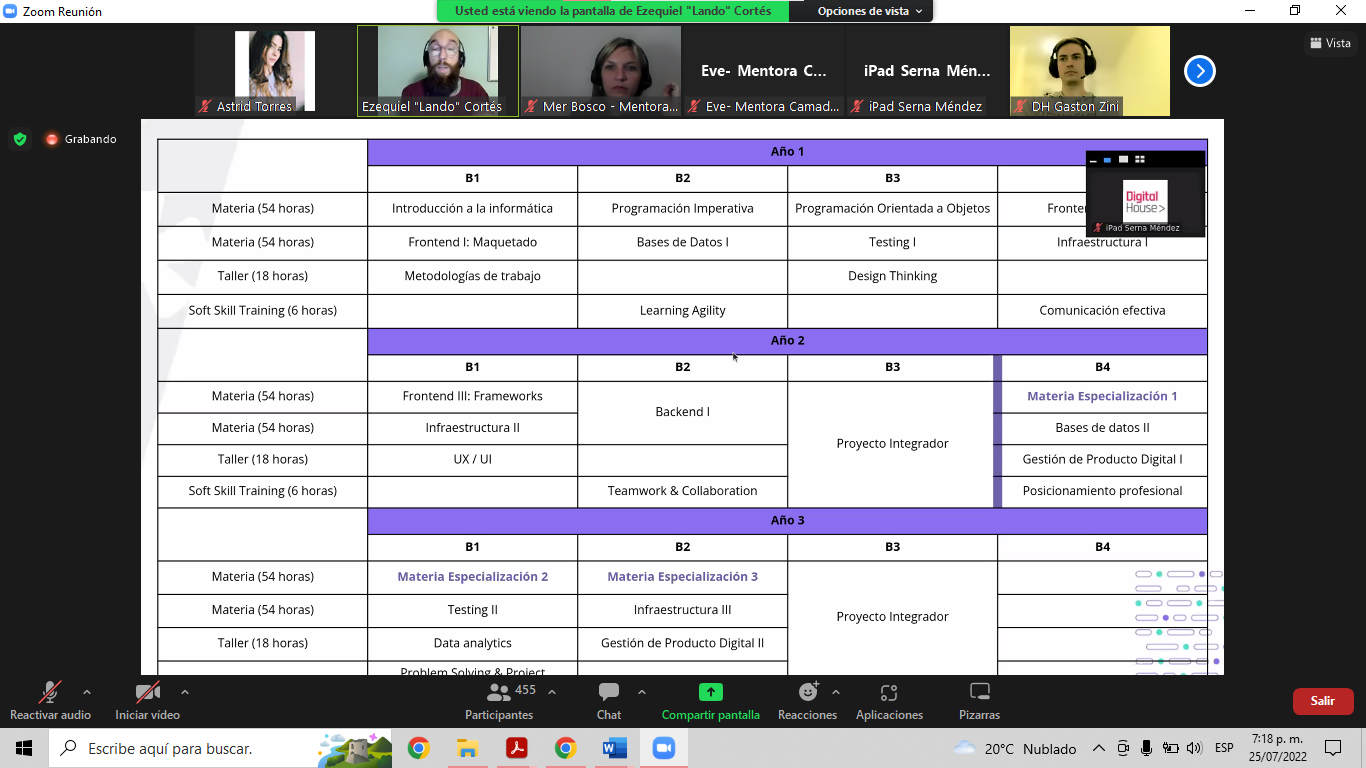 Zoom Reunión
Usted está viendo la pantalla de Ezequiel "Lando" Cortés
Opciones de vista
Vista
Astrid Torres
Ezequiel "Lando" Cortés
Mer Bosco - Mentora...
Eve- Mentora C...
Eve- Mentora Camad...
iPad Serna Mén...
iPad Serna Méndez
DH Gaston Zini
Grabando
Digital
House>
iPad Serna Méndez
Año 1
B1 B2 B3
Materia (54 horas) Introducción a la informática Programación Imperativa Programación Orientada a Objetos
Materia (54 horas) Frontend I: Maquetado Bases de Datos I Testing I Infraestructura I
Taller (18 horas) Metodologías de trabajo Design Thinking
Soft Skill Training (6 horas) Learning Agility Comunicación efectiva
Año 2
B1 B2 B3 B4
Materia (54 horas) Frontend III: Frameworks Backend I Proyecto Integrador Materia Especialización 1
Materia (54 horas) Infraestructura II Bases de datos II
Taller (18 horas) UX / UI Gestión de Producto Digital I
Soft Skill Training (6 horas) Teamwork & Collaboration Posicionamiento profesional
Año 3
B1 B2 B3 B4
Materia (54 horas) Materia Especialización 2 Materia Especialización 3 Proyecto Integrador
Materia (54 horas) Testing II Infraestructura III
Taller (18 horas) Data analytics Gestión de Producto Digital II
Problem Solving & Project
Reactivar audio
Iniciar vídeo
455
Participantes
Chat
Compartir pantalla
Reacciones
Aplicaciones
Pizarras
Salir
Escribe aquí para buscar.
20°C Nublado
ESP
7:18 p. m.
25/07/2022